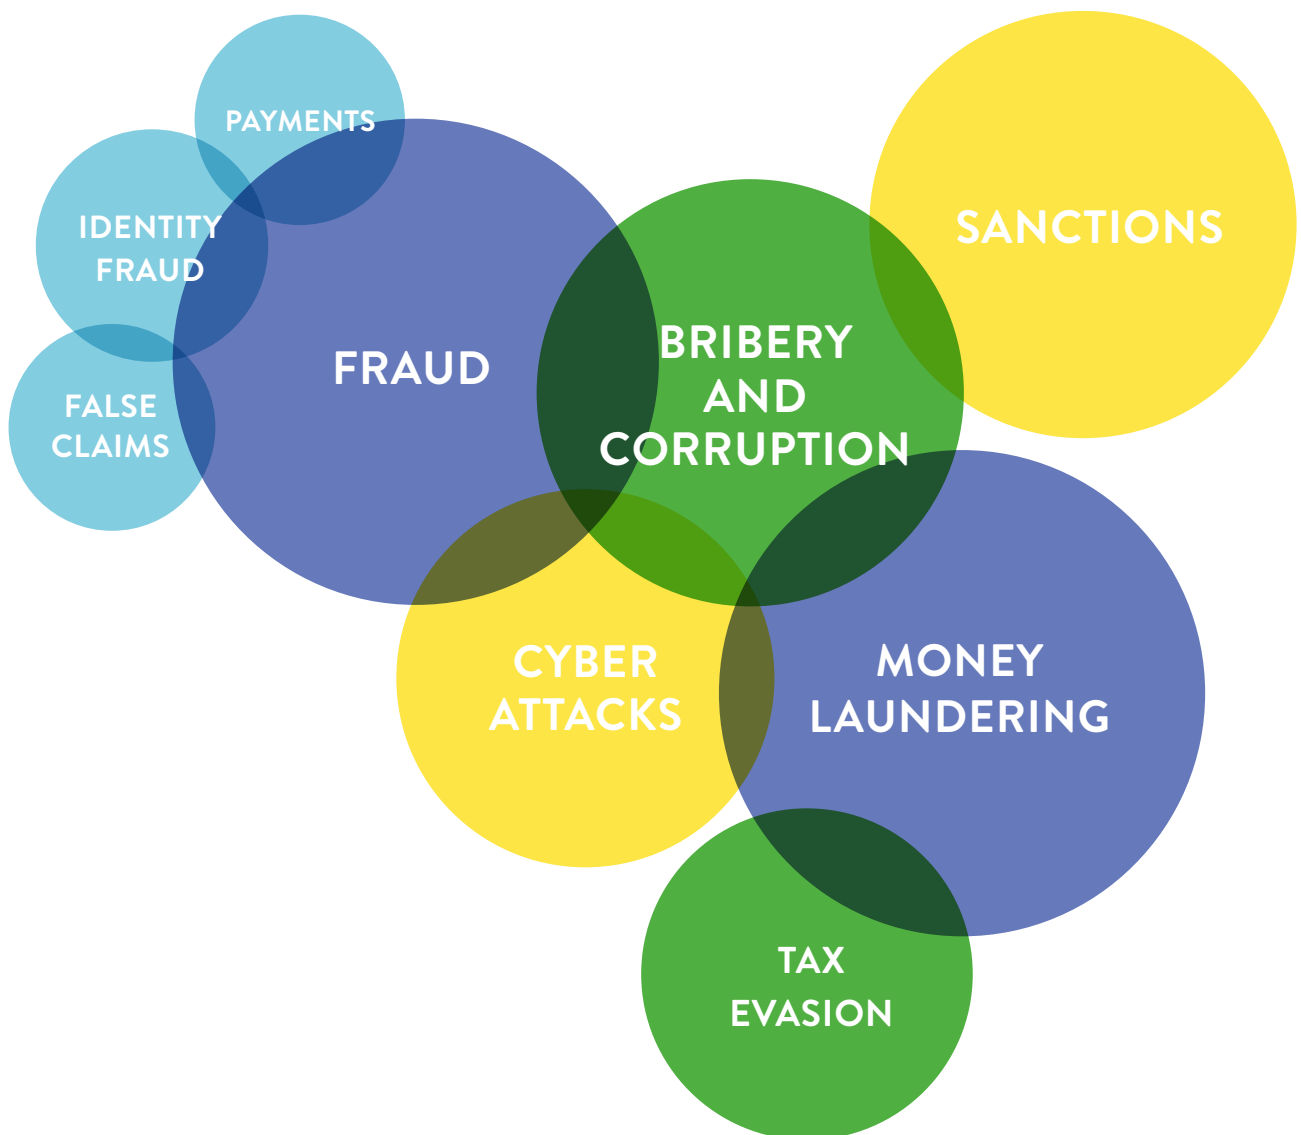 PAYMENTS
IDENTITY
FRAUD
FALSE
CLAIMS
FRAUD
BRIBERY
AND
CORRUPTION
SANCTIONS
CYBER
ATTACKS
MONEY
LAUNDERING
TAX
EVASION